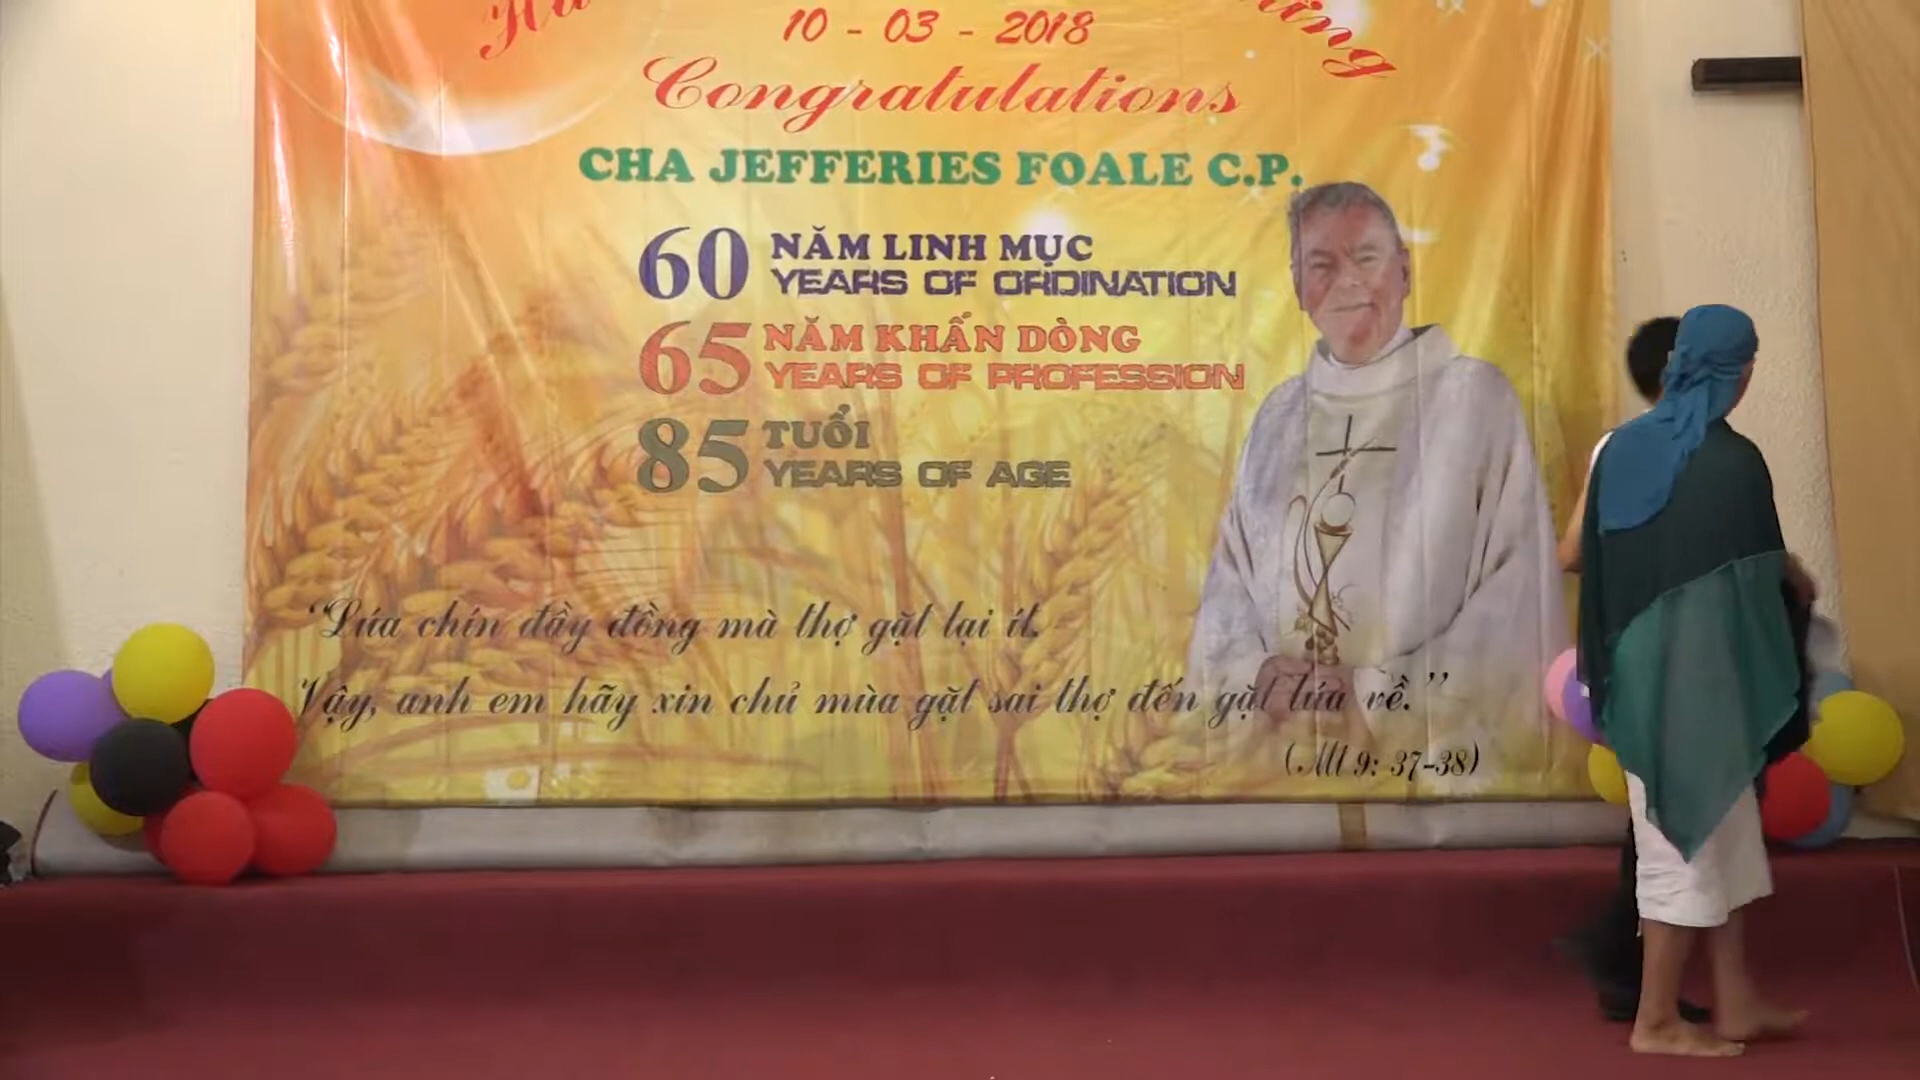 10 - 03 - 2018
Congratulations
CHA JEFFERIES FOALE C.P.
60 NĂM LINH MỤC
YEARS OF ORDINATION
65 NĂM KHẤN DÒNG
YEARS OF PROFESSION
85 TUỔI
YEARS OF AGE
“Lúa chín đầy đồng mà thợ gặt lại ít.
Vậy, anh em hãy xin chủ mùa gặt sai thợ đến gặt lúa về.”
(Mt 9: 37-38)